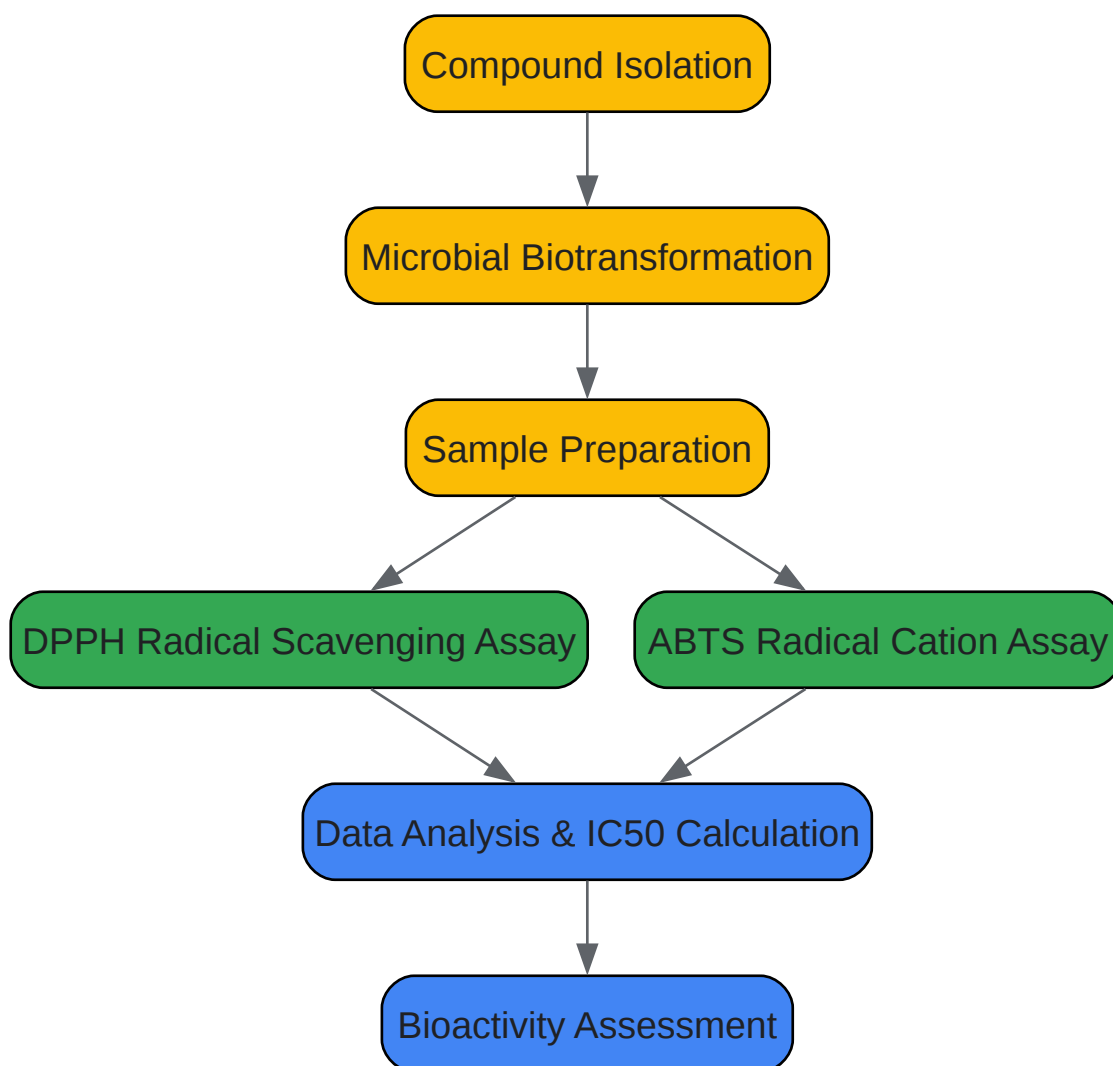 Compound Isolation
Microbial Biotransformation
Sample Preparation
DPPH Radical Scavenging Assay
ABTS Radical Cation Assay
Data Analysis & IC50 Calculation
Bioactivity Assessment